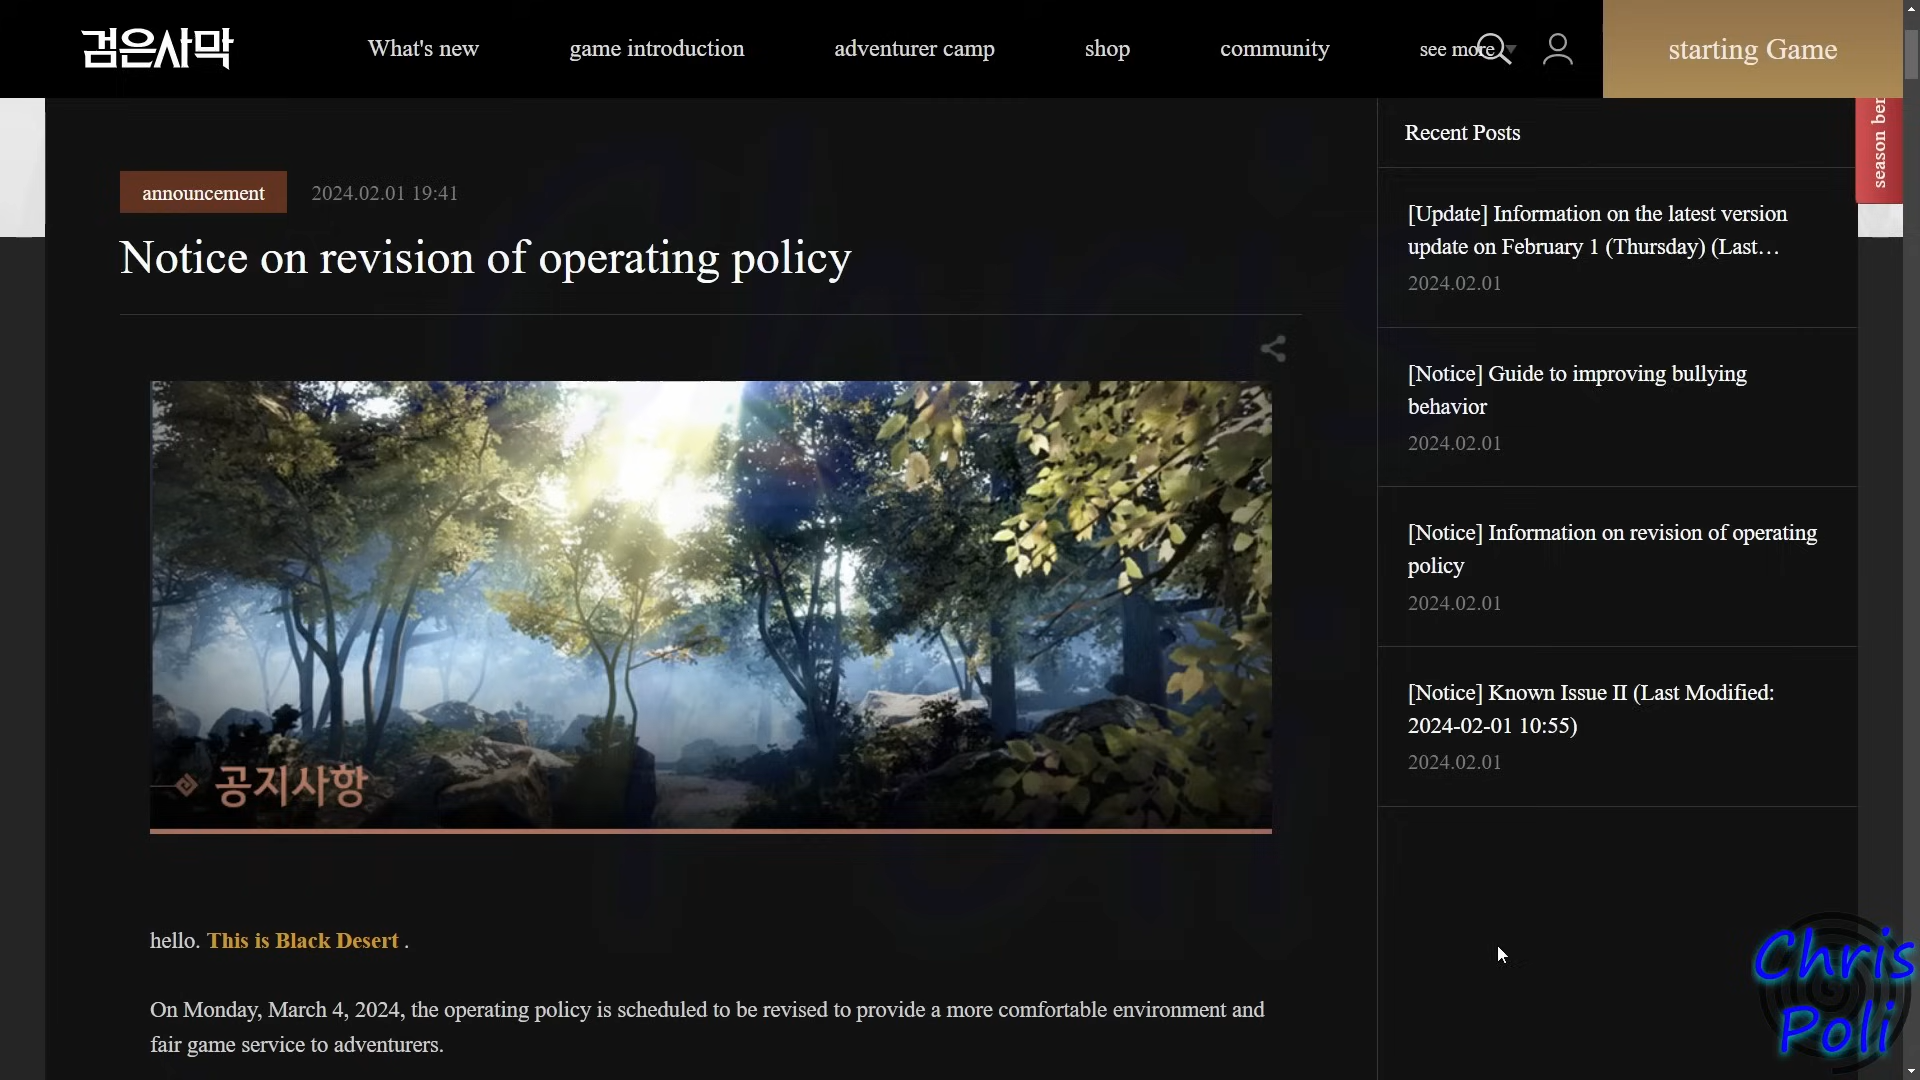 검은사막
What's new
game introduction
adventurer camp
shop
community
see more
starting Game
announcement
2024.02.01 19:41
Notice on revision of operating policy
공지사항
hello. This is Black Desert .
On Monday, March 4, 2024, the operating policy is scheduled to be revised to provide a more comfortable environment and
fair game service to adventurers.
Recent Posts
[Update] Information on the latest version
update on February 1 (Thursday) (Last…
2024.02.01
[Notice] Guide to improving bullying
behavior
2024.02.01
[Notice] Information on revision of operating
policy
2024.02.01
[Notice] Known Issue II (Last Modified:
2024-02-01 10:55)
2024.02.01
season
Chris
Poli